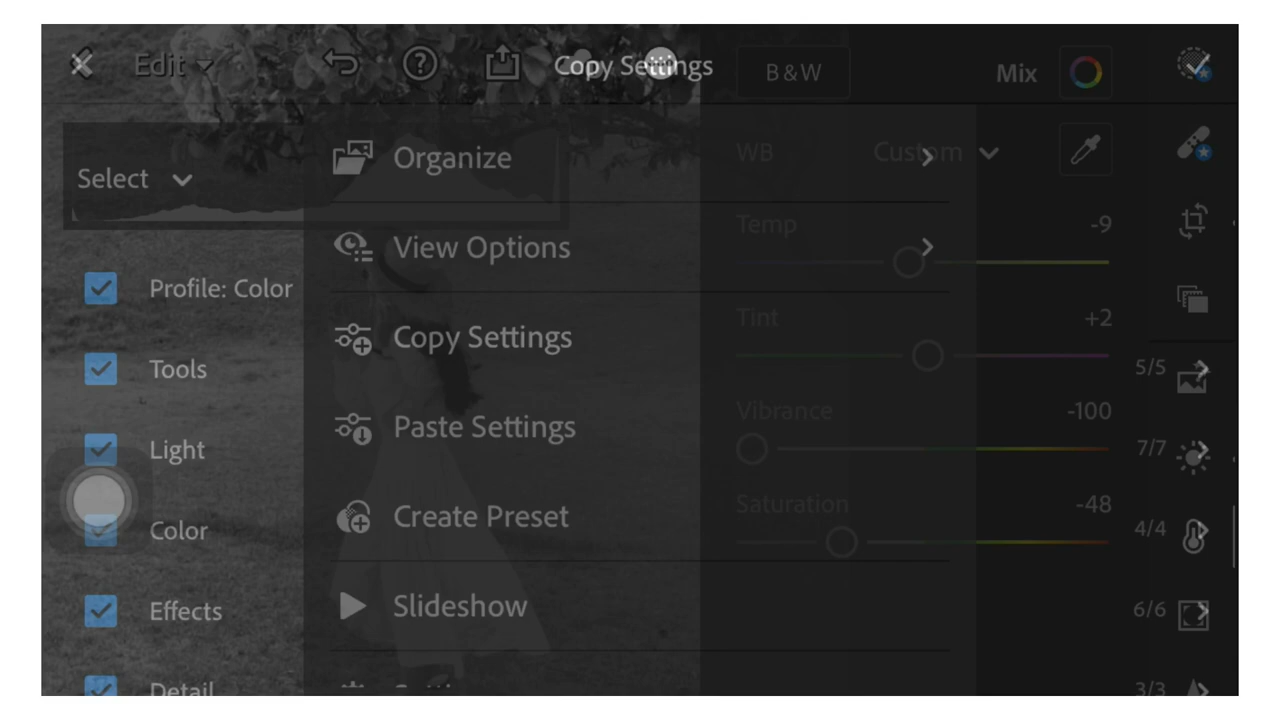 Edit
Copy Settings
B&W
Mix
Select
Organize
WB
Custom
View Options
Temp
-9
Profile: Color
Copy Settings
Tint
+2
Tools
5/5
Paste Settings
Vibrance
-100
Light
7/7
Create Preset
Saturation
-48
Color
4/4
Effects
Slideshow
6/6
Detail
3/3